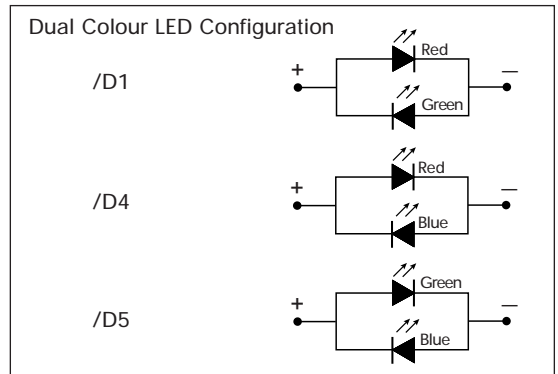 Dual Colour LED Configuration
/D1
+
Red
—
Green
/D4
+
Red
—
Blue
/D5
+
Green
—
Blue